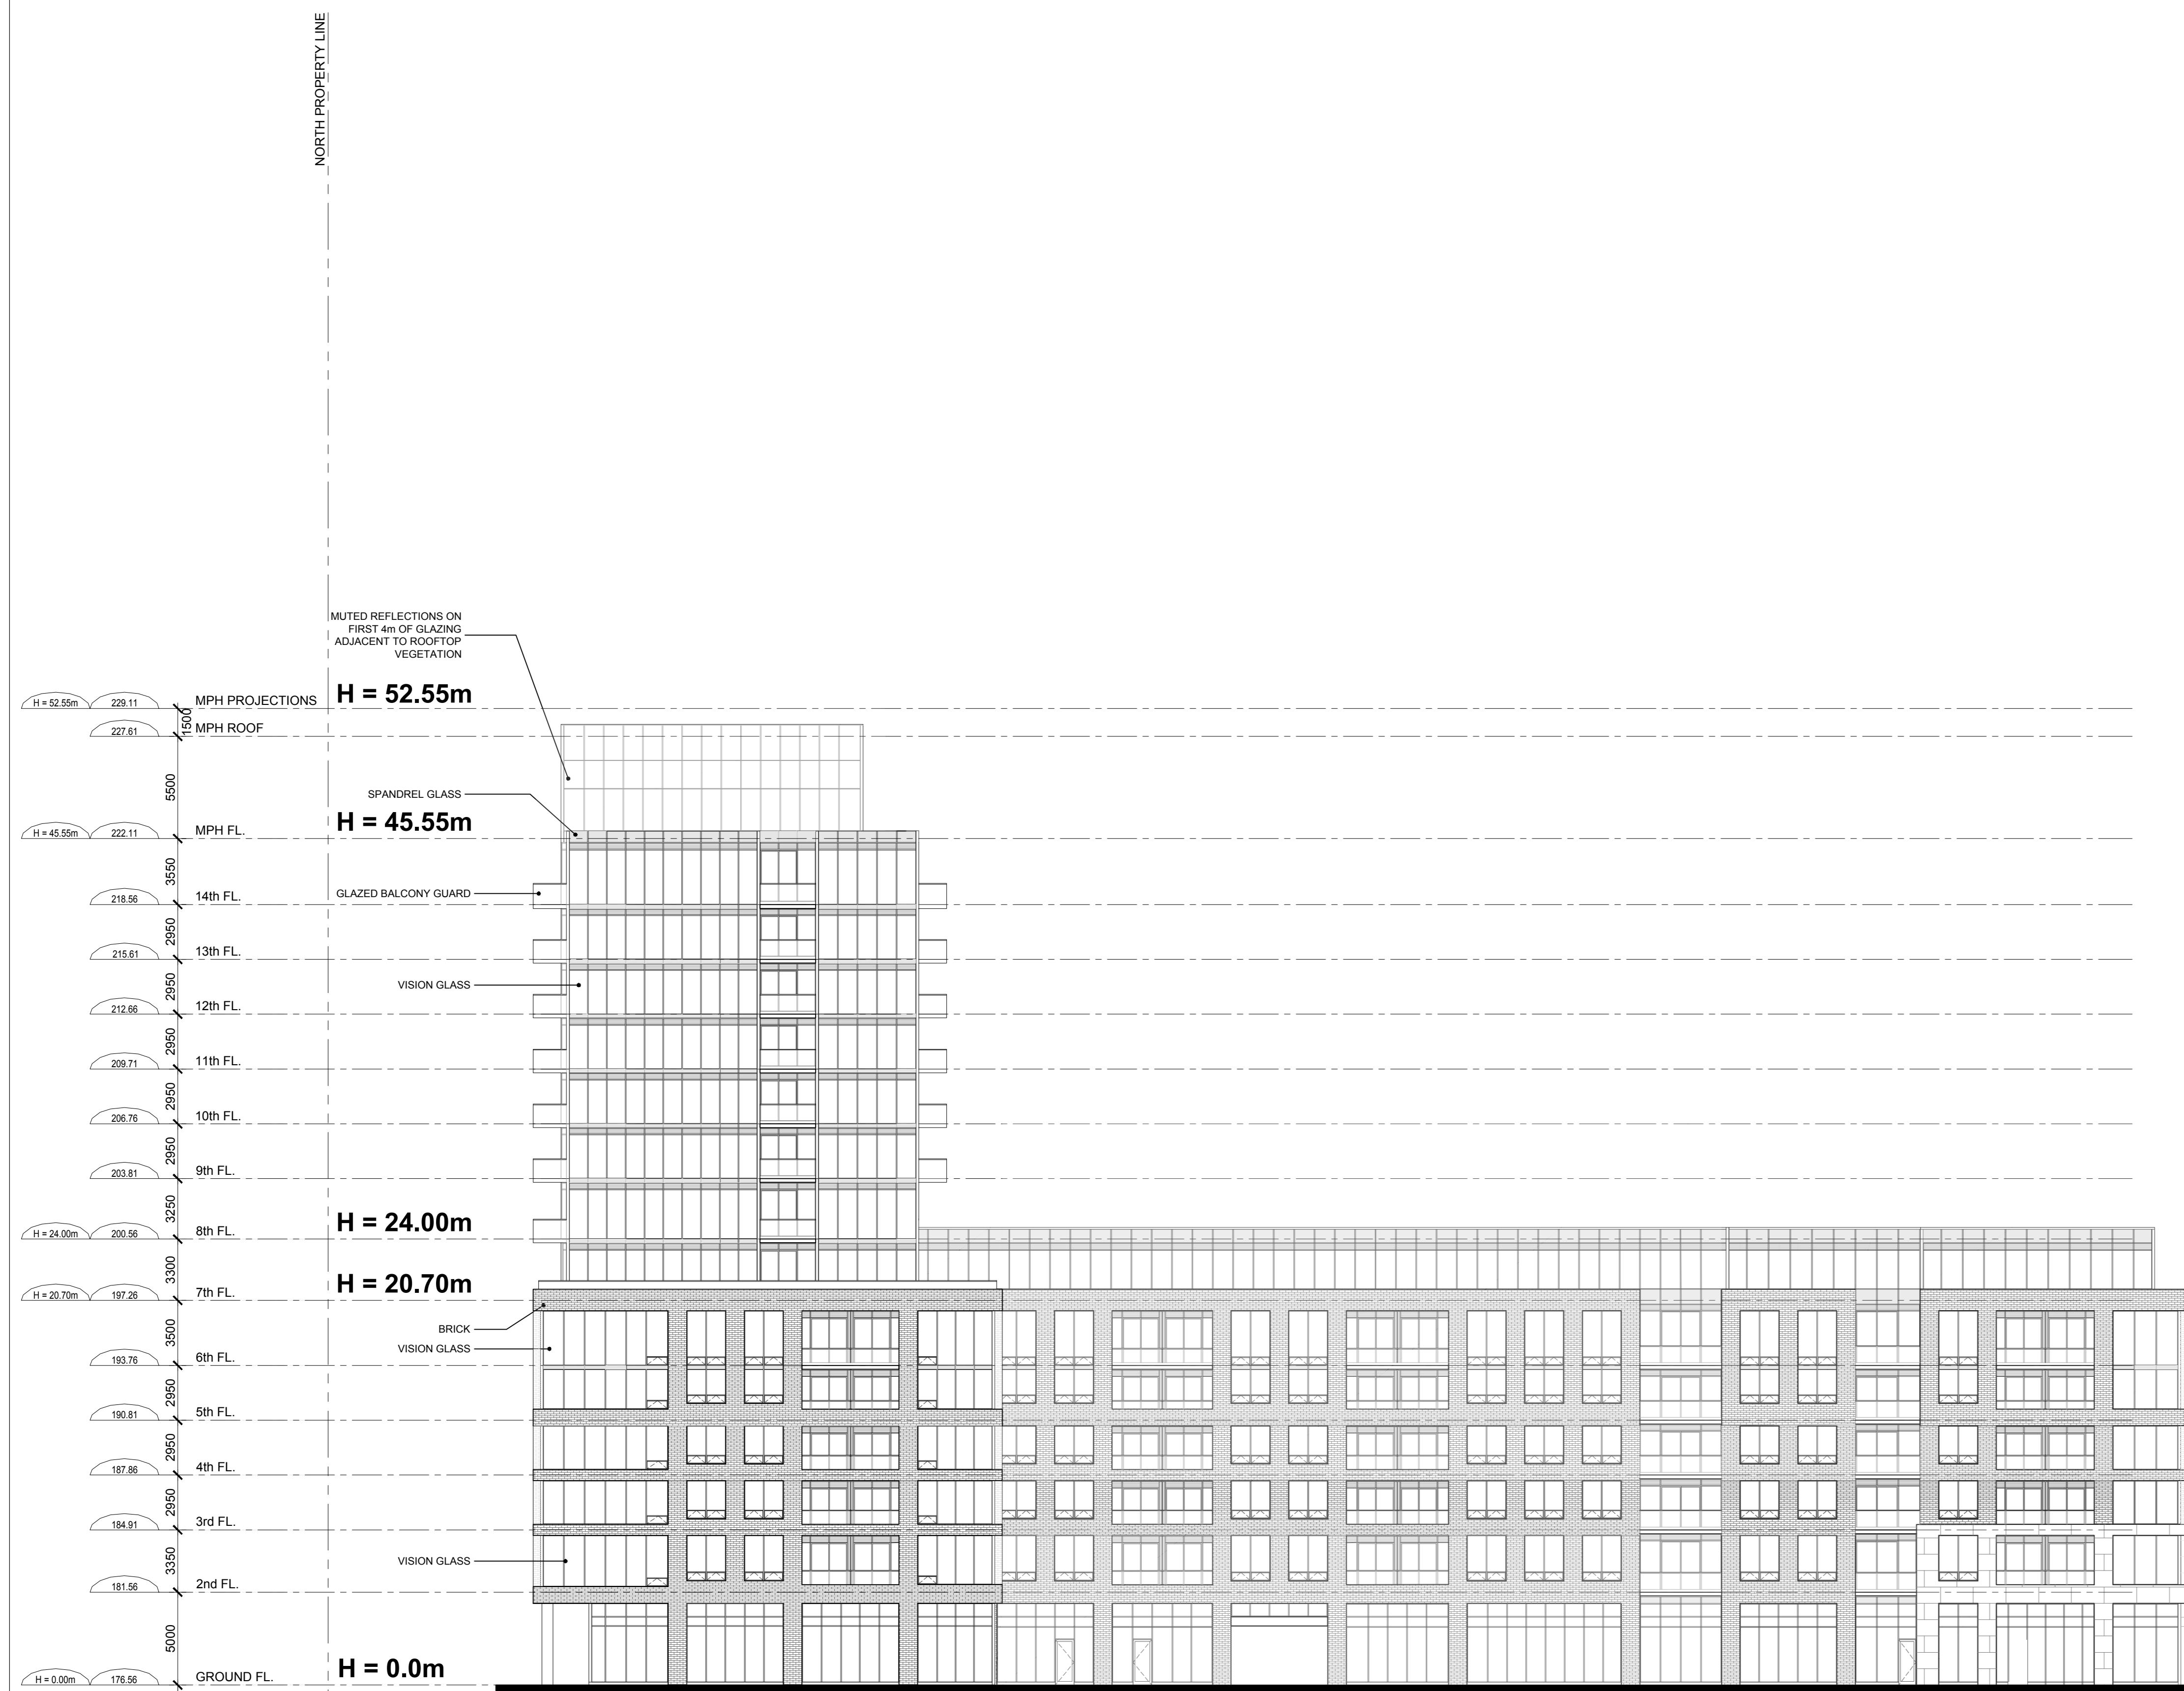 NORTH PROPERTY LINE
MUTED REFLECTIONS ON
FIRST 4m OF GLAZING
ADJACENT TO ROOFTOP
VEGETATION
H = 52.55m
229.11
MPH PROJECTIONS
H = 52.55m
1500
227.61
MPH ROOF
5500
SPANDREL GLASS
H = 45.55m
222.11
MPH FL.
H = 45.55m
3550
GLAZED BALCONY GUARD
218.56
14th FL.
2950
215.61
13th FL.
2950
VISION GLASS
212.66
12th FL.
2950
209.71
11th FL.
2950
206.76
10th FL.
2950
203.81
9th FL.
3250
H = 24.00m
200.56
8th FL.
H = 24.00m
3300
H = 20.70m
197.26
7th FL.
H = 20.70m
3500
BRICK
VISION GLASS
193.76
6th FL.
2950
190.81
5th FL.
2950
187.86
4th FL.
2950
184.91
3rd FL.
3350
VISION GLASS
181.56
2nd FL.
5000
H = 0.00m
176.56
GROUND FL.
H = 0.0m